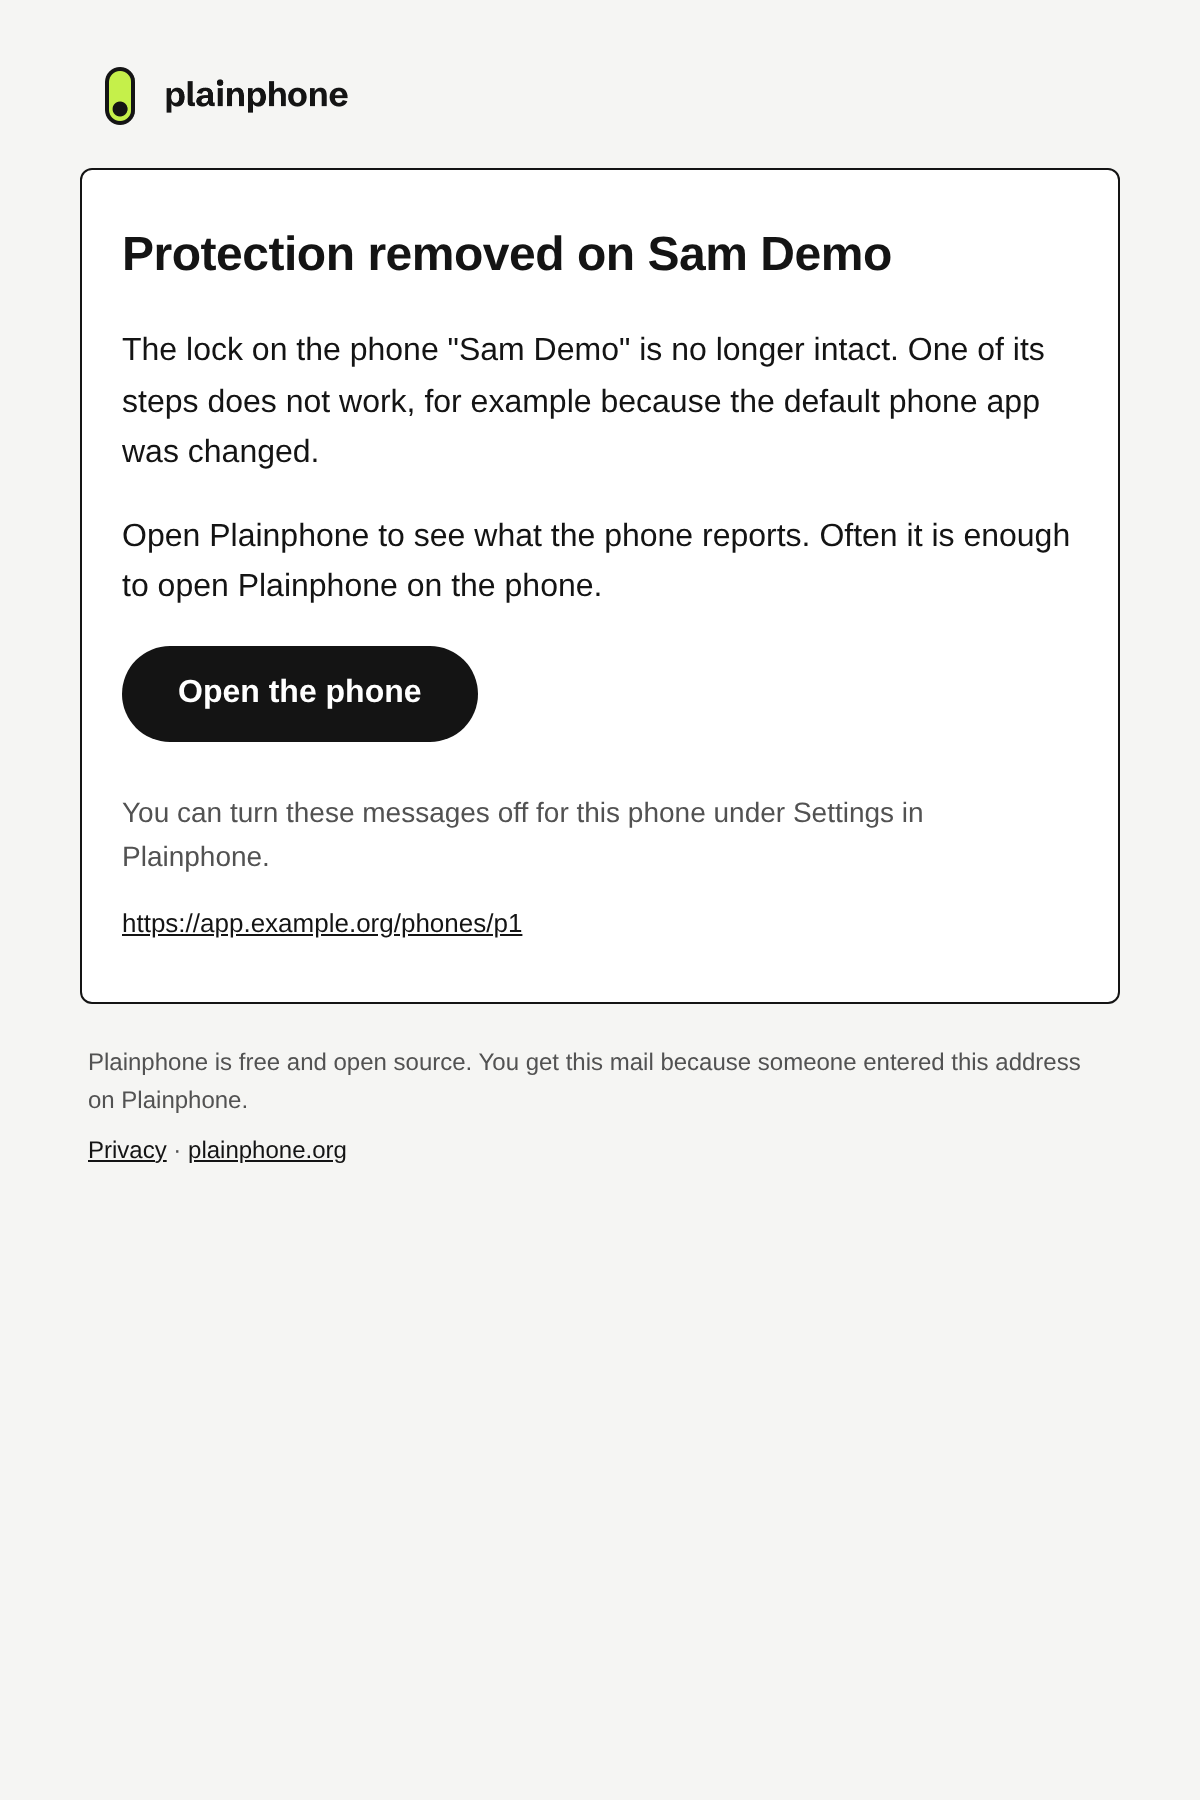 plainphone
Protection removed on Sam Demo
The lock on the phone "Sam Demo" is no longer intact. One of its
steps does not work, for example because the default phone app
was changed.
Open Plainphone to see what the phone reports. Often it is enough
to open Plainphone on the phone.
Open the phone
You can turn these messages off for this phone under Settings in
Plainphone.
https://app.example.org/phones/p1
Plainphone is free and open source. You get this mail because someone entered this address
on Plainphone.
Privacy · plainphone.org